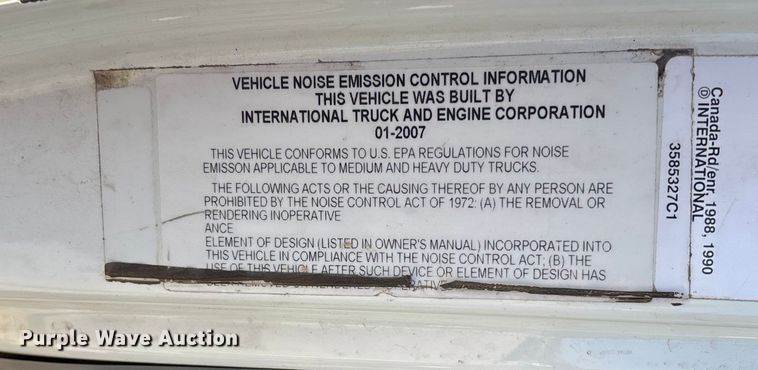 VEHICLE NOISE EMISSION CONTROL INFORMATION
THIS VEHICLE WAS BUILT BY
INTERNATIONAL TRUCK AND ENGINE CORPORATION
01-2007
THIS VEHICLE CONFORMS TO U.S. EPA REGULATIONS FOR NOISE
EMISSON APPLICABLE TO MEDIUM AND HEAVY DUTY TRUCKS.
THE FOLLOWING ACTS OR THE CAUSING THEREOF BY ANY PERSON ARE
PROHIBITED BY THE NOISE CONTROL ACT OF 1972: (A) THE REMOVAL OR
RENDERING INOPERATIVE
ANCE
ELEMENT OF DESIGN (LISTED IN OWNER'S MANUAL) INCORPORATED INTO
THIS VEHICLE IN COMPLIANCE WITH THE NOISE CONTROL ACT; (B) THE
USE OF THIS VEHICLE AFTER SUCH DEVICE OR ELEMENT OF DESIGN HAS
Canada-Rd/enr, 1988, 1990
Ⓓ INTERNATIONAL
3585327C1
Purple Wave Auction